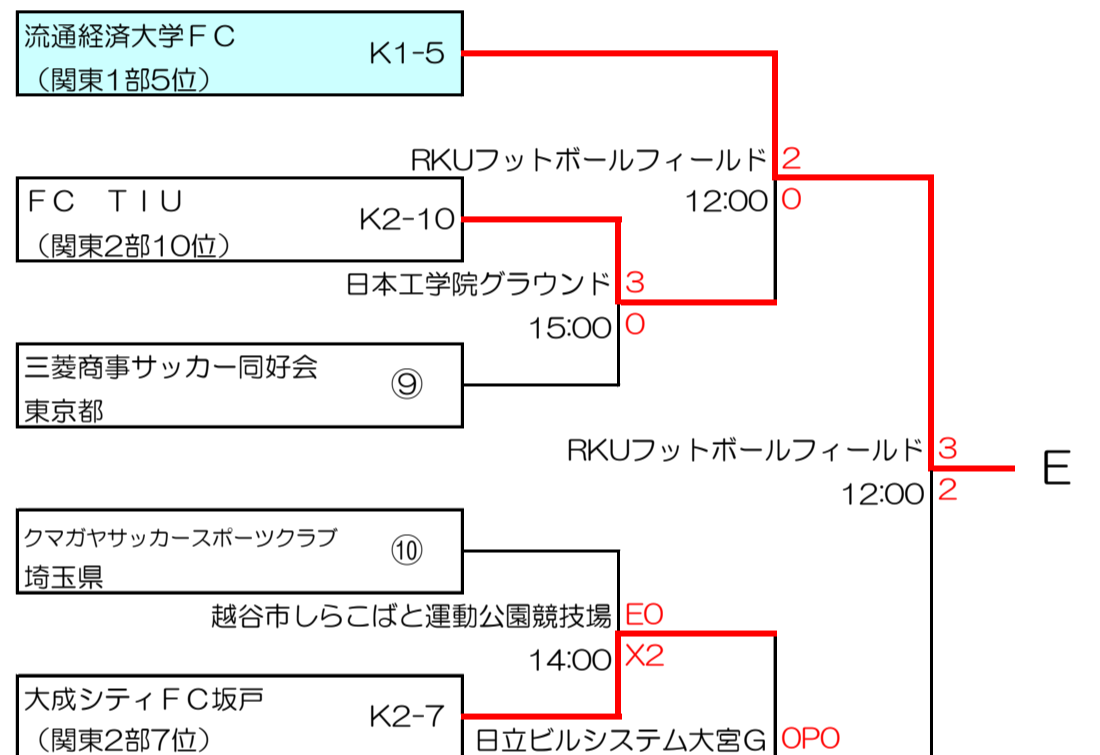 流通経済大学ＦＣ
（関東1部5位）
K1-5
RKUフットボールフィールド
2
12:00
0
ＦＣ　ＴＩＵ
（関東2部10位）
K2-10
日本工学院グラウンド
3
15:00
0
三菱商事サッカー同好会
東京都
⑨
RKUフットボールフィールド
3
12:00
2
E
クマガヤサッカースポーツクラブ
埼玉県
⑩
越谷市しらこばと運動公園競技場
E0
14:00
X2
大成シティＦＣ坂戸
（関東2部7位）
K2-7
日立ビルシステム大宮G
0P0